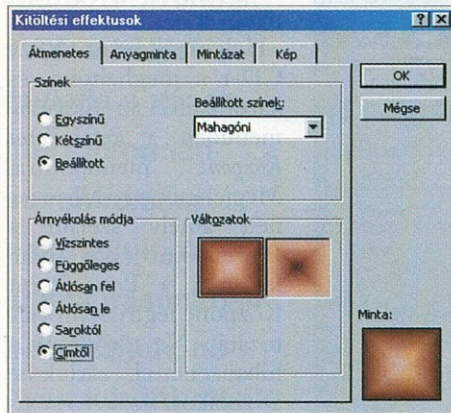 Kitöltési effektusok
Átmenetes
Anyagminta
Mintázat
Kép
Színek
Egyszínű
Kétszínű
Beállított
Beállított színek:
Mahagóni
OK
Mégse
Árnyékolás módja
Vízszintes
Függőleges
Átlósan fel
Átlósan le
Saroktól
Címtől
Változatok
Minta: